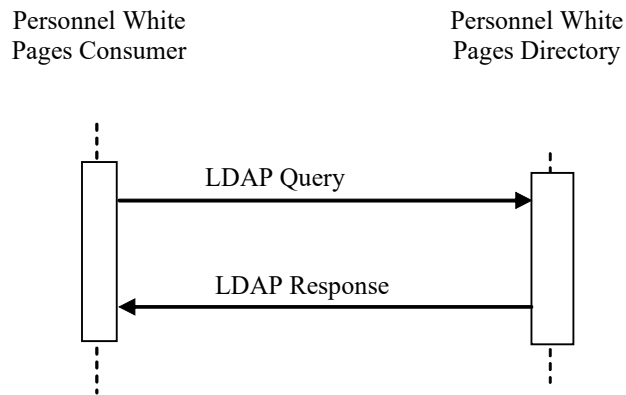 Personnel White
Pages Consumer
Personnel White
Pages Directory
LDAP Query
LDAP Response